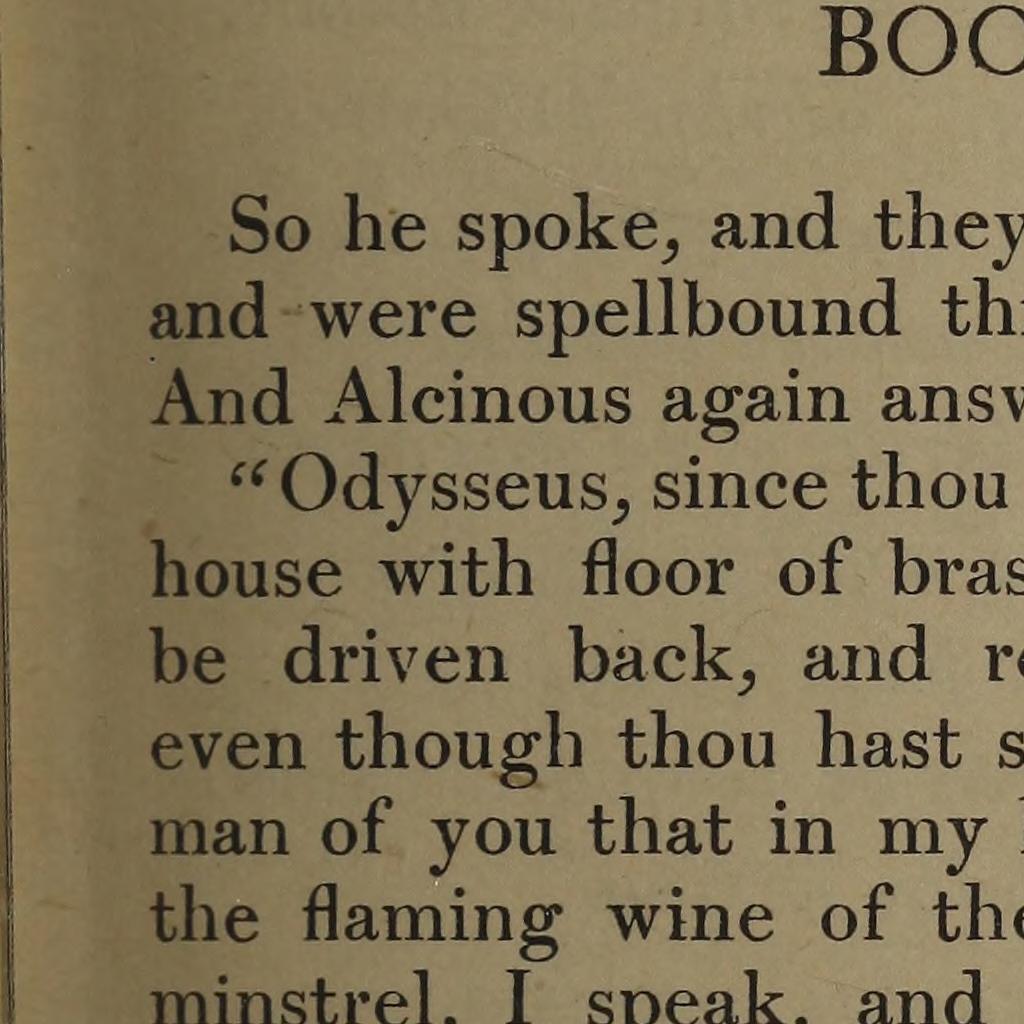 BOO
So he spoke, and they
and were spellbound th
And Alcinous again answ
“Odysseus, since thou
house with floor of bras
be driven back, and re
even though thou hast s
man of you that in my
the flaming wine of the
minstrel. I speak, and